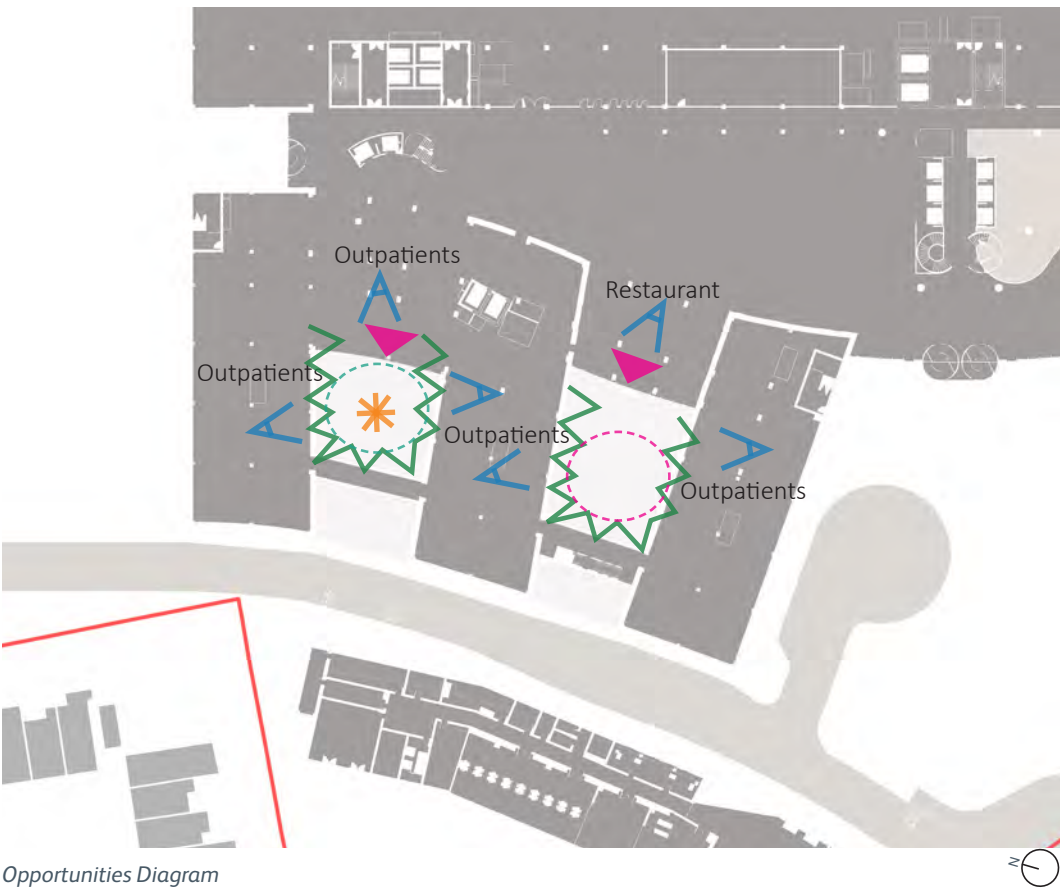 Outpatients
Restaurant
Outpatients
Outpatients
Outpatients
Opportunities Diagram
N